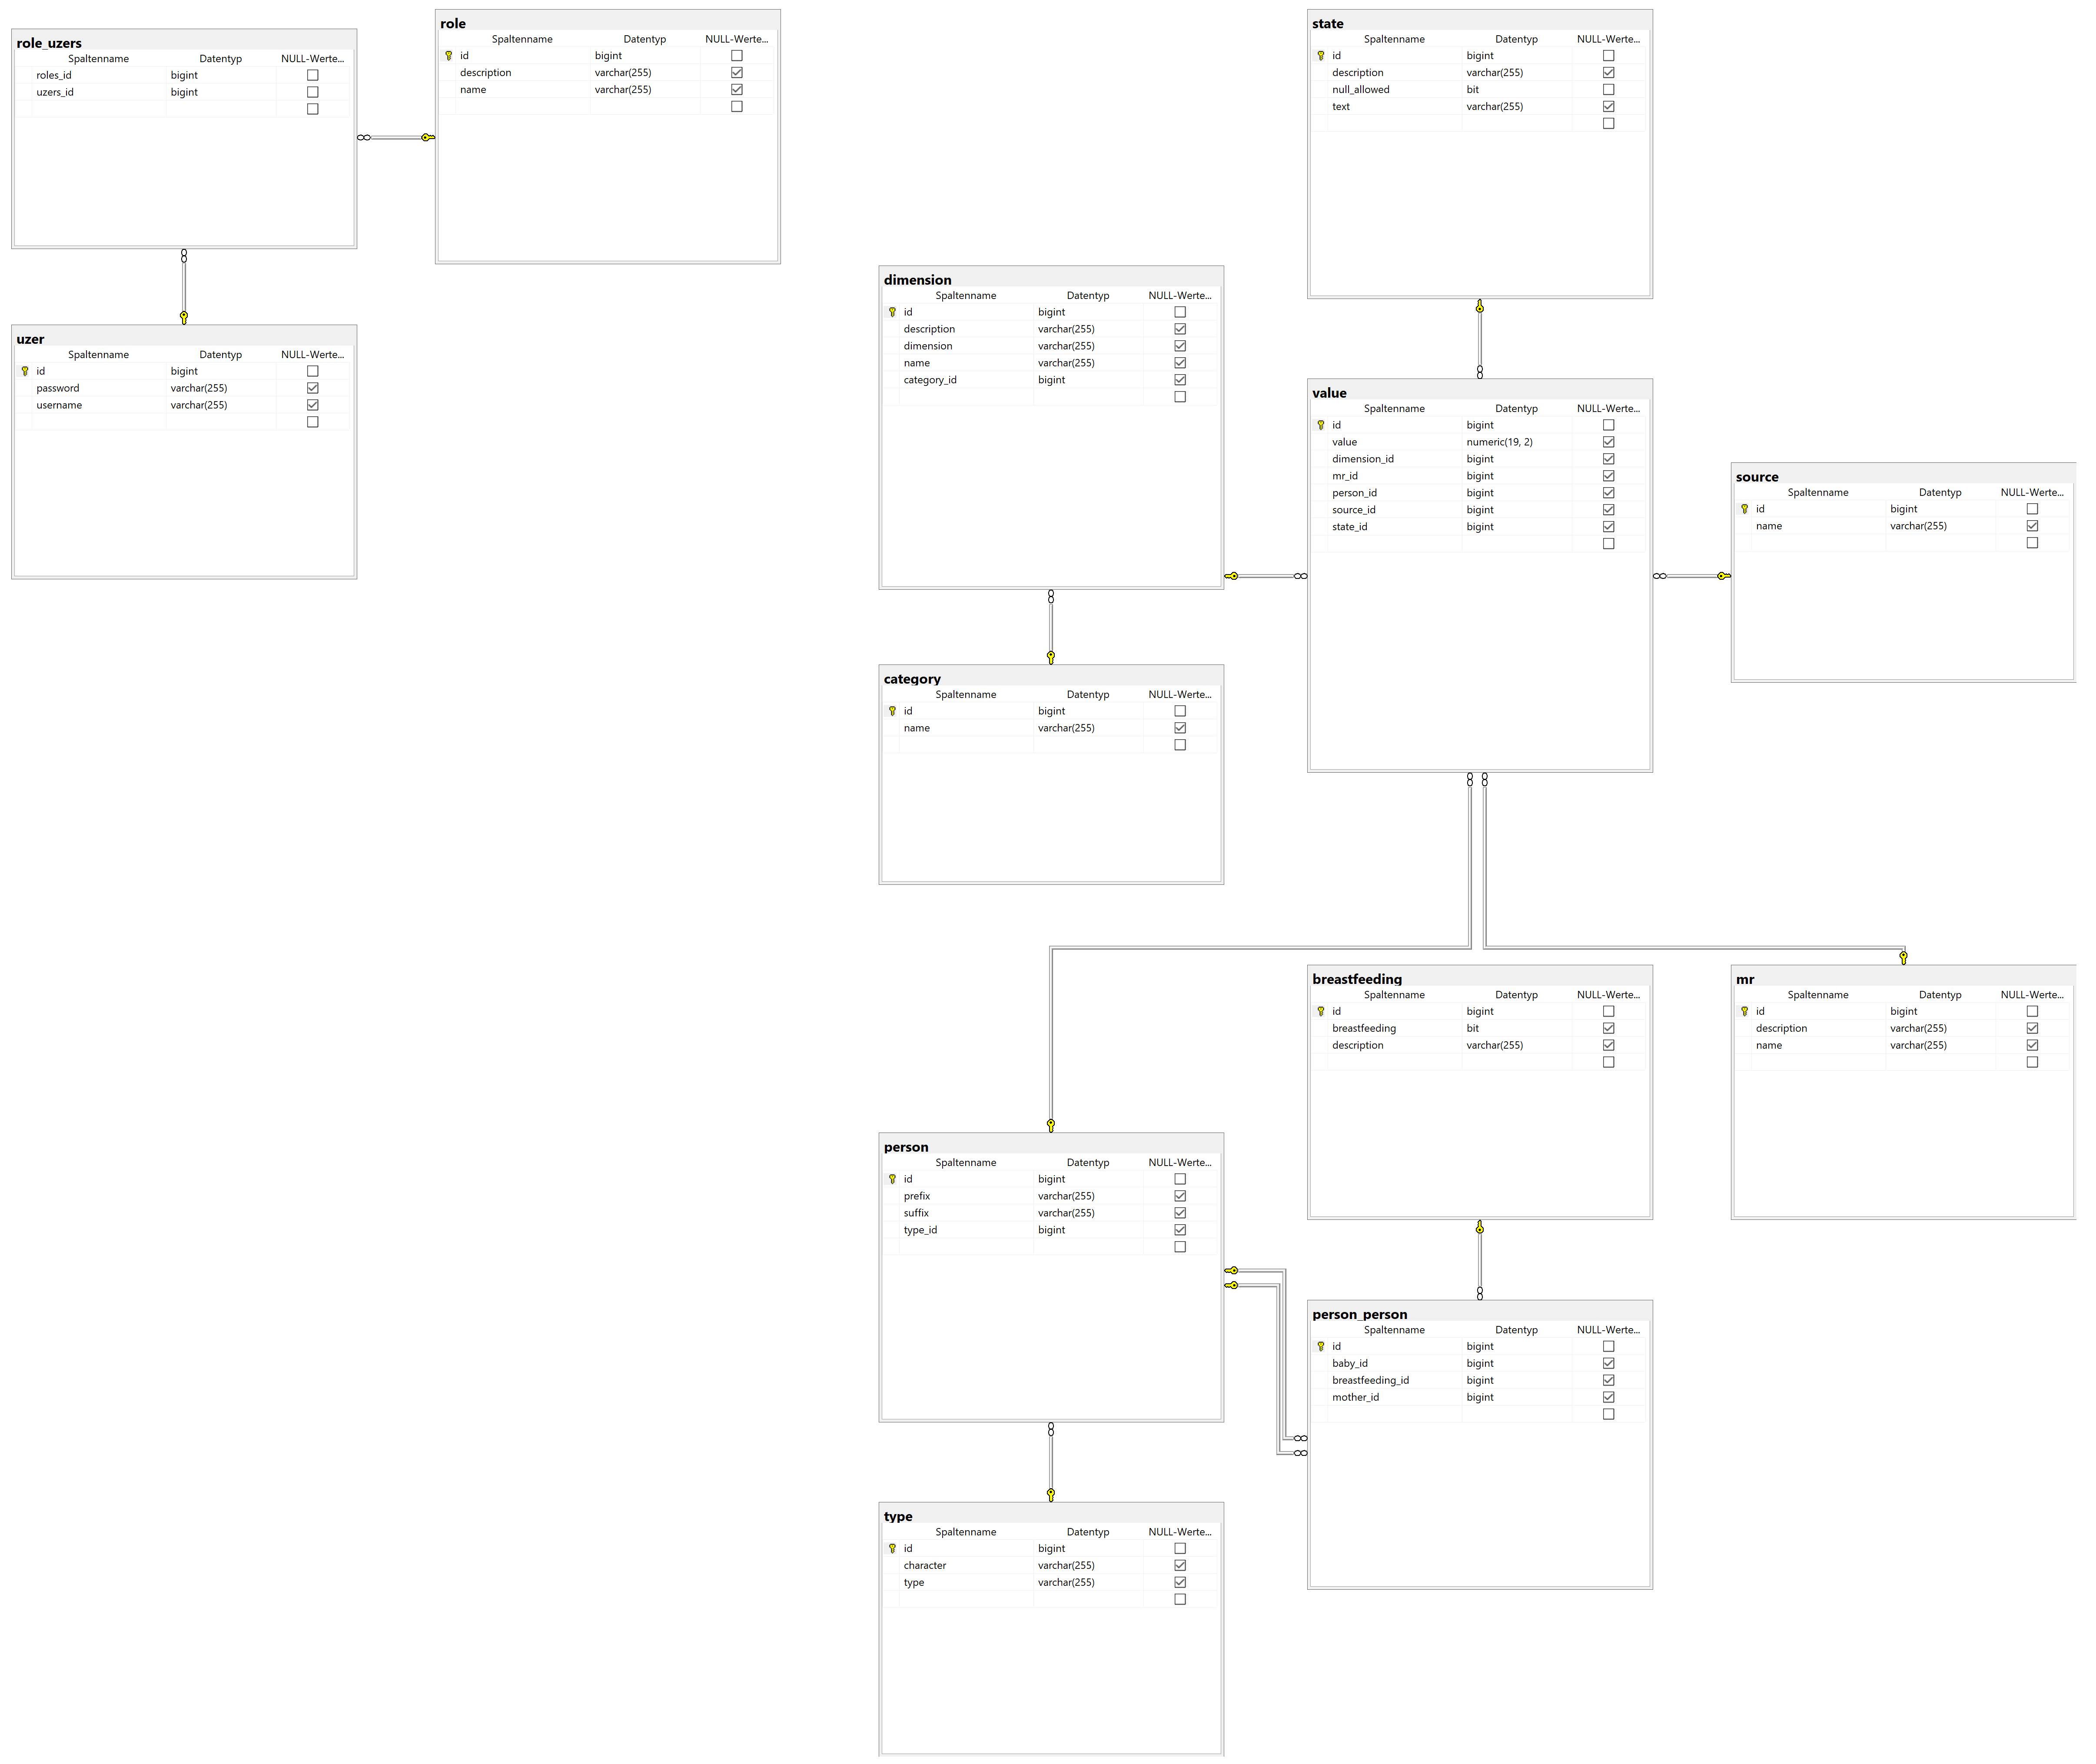 role_uzers
Spaltenname Datentyp NULL-Werte...
roles_id bigint
uzers_id bigint
role
Spaltenname Datentyp NULL-Werte...
id bigint
description varchar(255)
name varchar(255)
state
Spaltenname Datentyp NULL-Werte...
id bigint
description varchar(255)
null_allowed bit
text varchar(255)
uzer
Spaltenname Datentyp NULL-Werte...
id bigint
password varchar(255)
username varchar(255)
dimension
Spaltenname Datentyp NULL-Werte...
id bigint
description varchar(255)
dimension varchar(255)
name varchar(255)
category_id bigint
value
Spaltenname Datentyp NULL-Werte...
id bigint
value numeric(19, 2)
dimension_id bigint
mr_id bigint
person_id bigint
source_id bigint
state_id bigint
source
Spaltenname Datentyp NULL-Werte...
id bigint
name varchar(255)
category
Spaltenname Datentyp NULL-Werte...
id bigint
name varchar(255)
breastfeeding
Spaltenname Datentyp NULL-Werte...
id bigint
breastfeeding bit
description varchar(255)
mr
Spaltenname Datentyp NULL-Werte...
id bigint
description varchar(255)
name varchar(255)
person
Spaltenname Datentyp NULL-Werte...
id bigint
prefix varchar(255)
suffix varchar(255)
type_id bigint
person_person
Spaltenname Datentyp NULL-Werte...
id bigint
baby_id bigint
breastfeeding_id bigint
mother_id bigint
type
Spaltenname Datentyp NULL-Werte...
id bigint
character varchar(255)
type varchar(255)